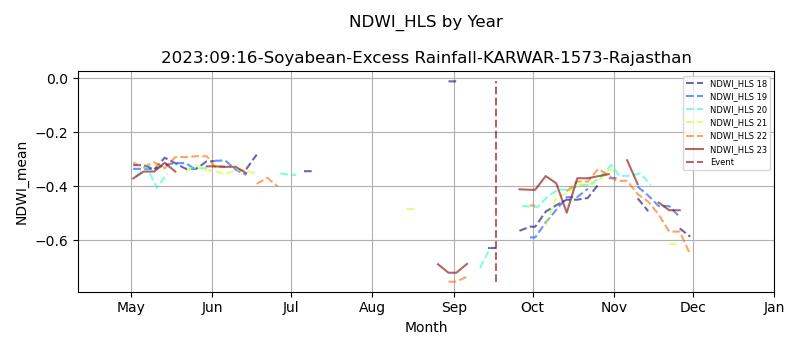 NDWI_HLS by Year
2023:09:16-Soyabean-Excess Rainfall-KARWAR-1573-Rajasthan
NDWI_mean
0.0
−0.2
−0.4
−0.6
NDWI_HLS 18
NDWI_HLS 19
NDWI_HLS 20
NDWI_HLS 21
NDWI_HLS 22
NDWI_HLS 23
Event
May Jun Jul Aug Sep Oct Nov Dec Jan
Month